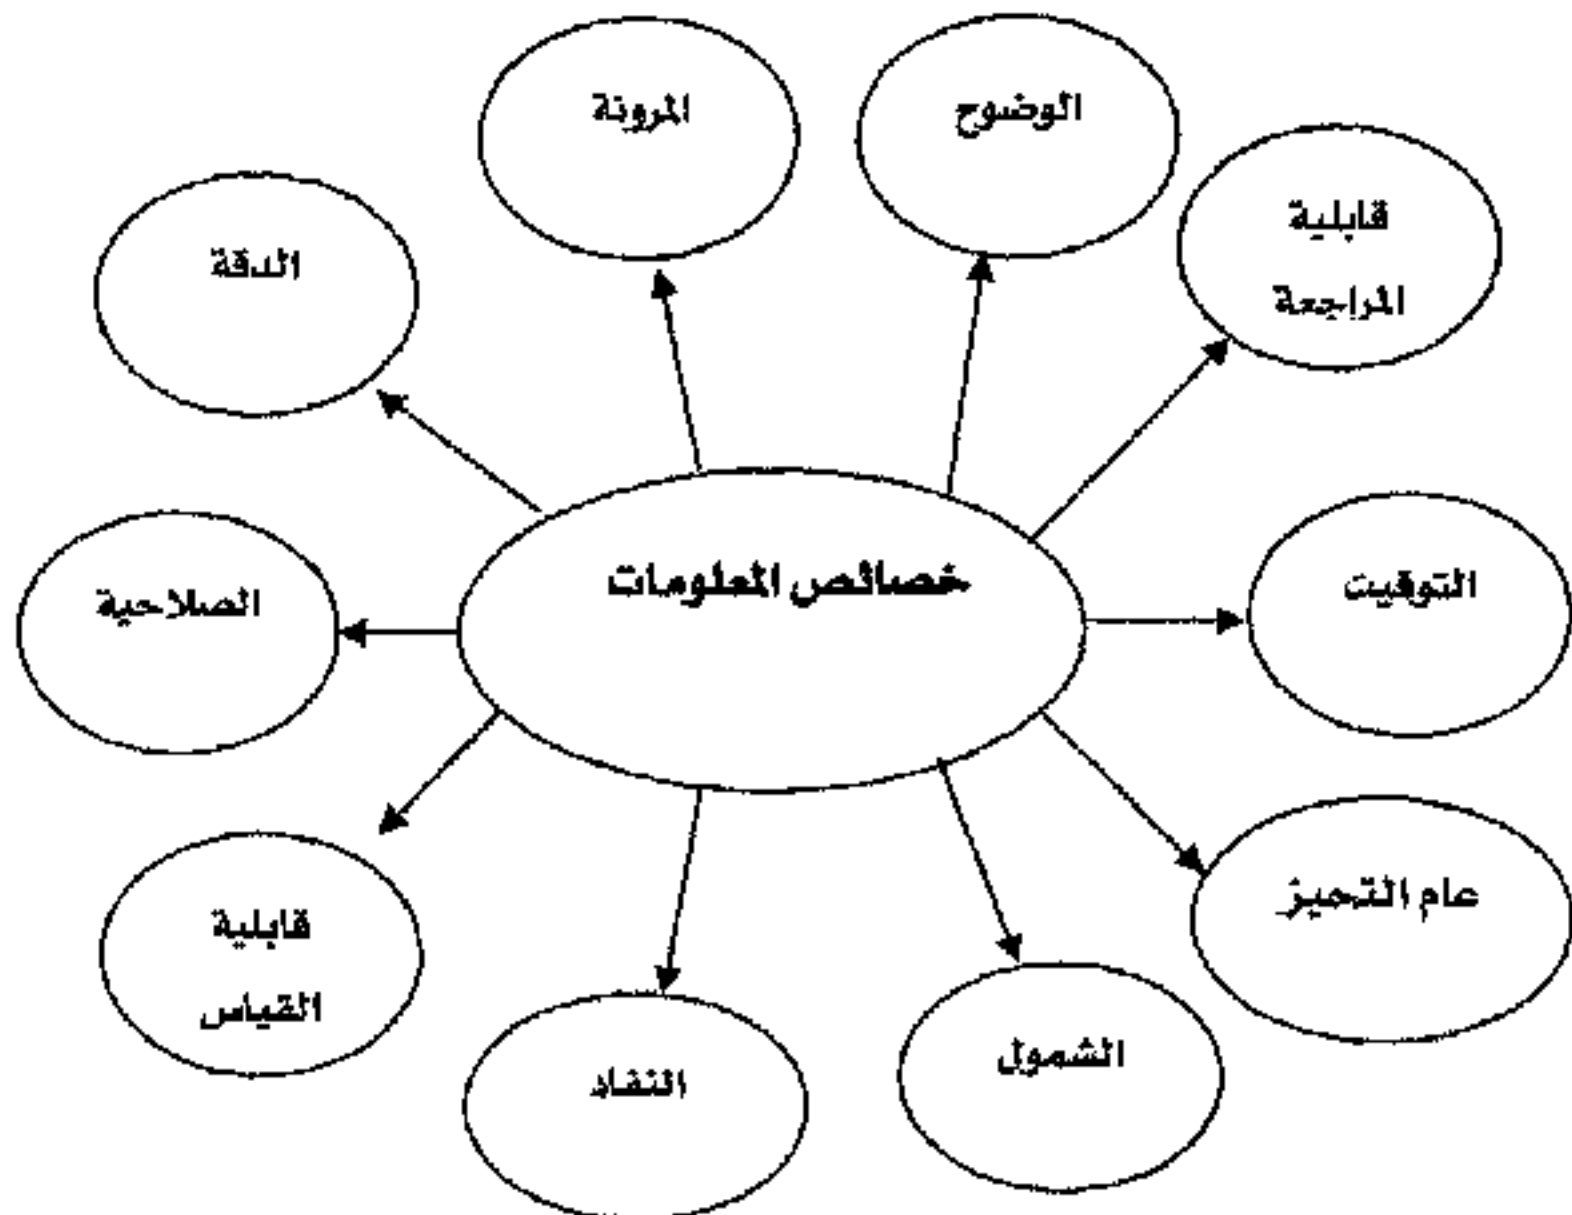 الوضوح
المرونة
قابلية
المراجعة
الدقة
خصائص المعلومات
التوقيت
الصلاحية
عام التحيز
قابلية
القياس
الشمول
النفاد